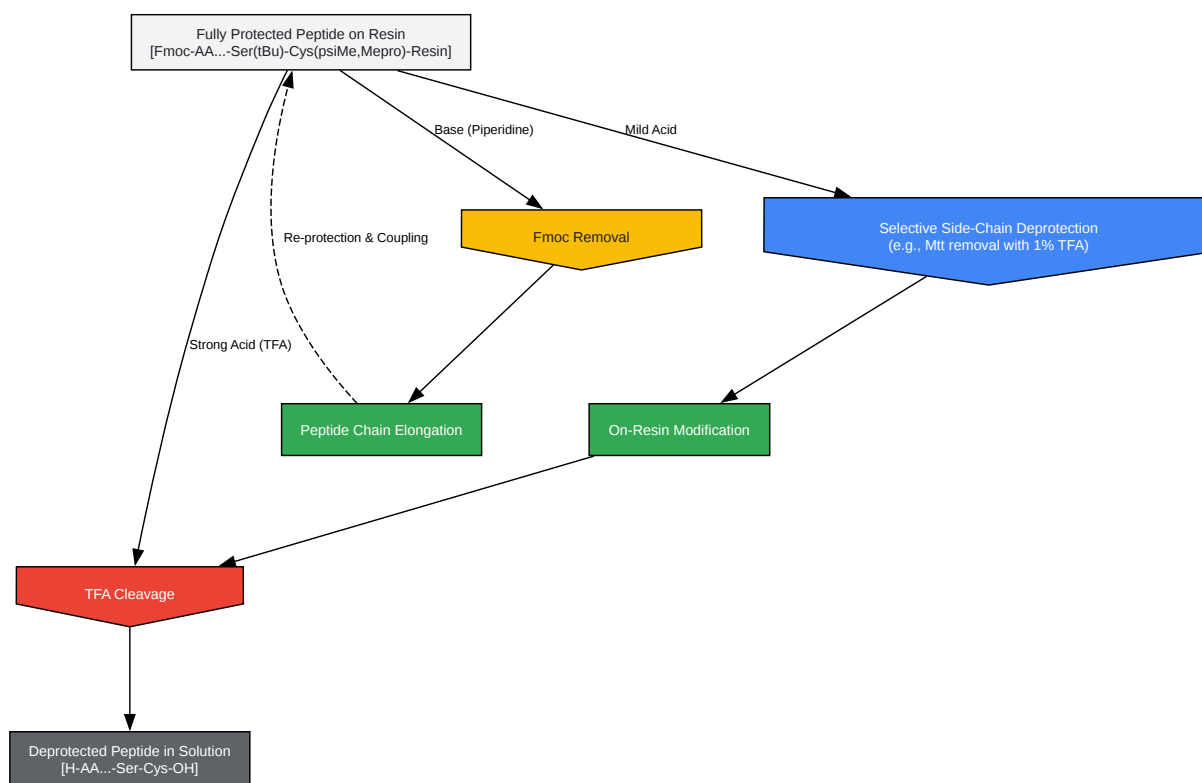 Fully Protected Peptide on Resin
[Fmoc-AA...-Ser(tBu)-Cys(psiMe,Mepro)-Resin]
Base (Piperidine)
Mild Acid
Fmoc Removal
Selective Side-Chain Deprotection
(e.g., Mtt removal with 1% TFA)
Re-protection & Coupling
Strong Acid (TFA)
Peptide Chain Elongation
On-Resin Modification
TFA Cleavage
Deprotected Peptide in Solution
[H-AA...-Ser-Cys-OH]